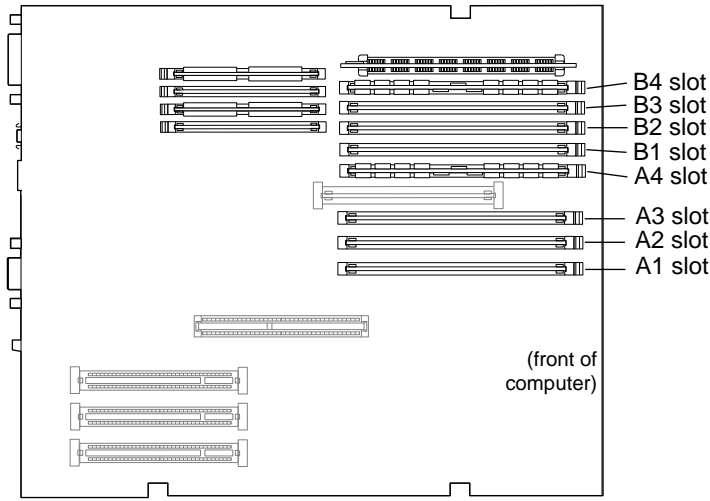 B4 slot
B3 slot
B2 slot
B1 slot
A4 slot
A3 slot
A2 slot
A1 slot
(front of
computer)